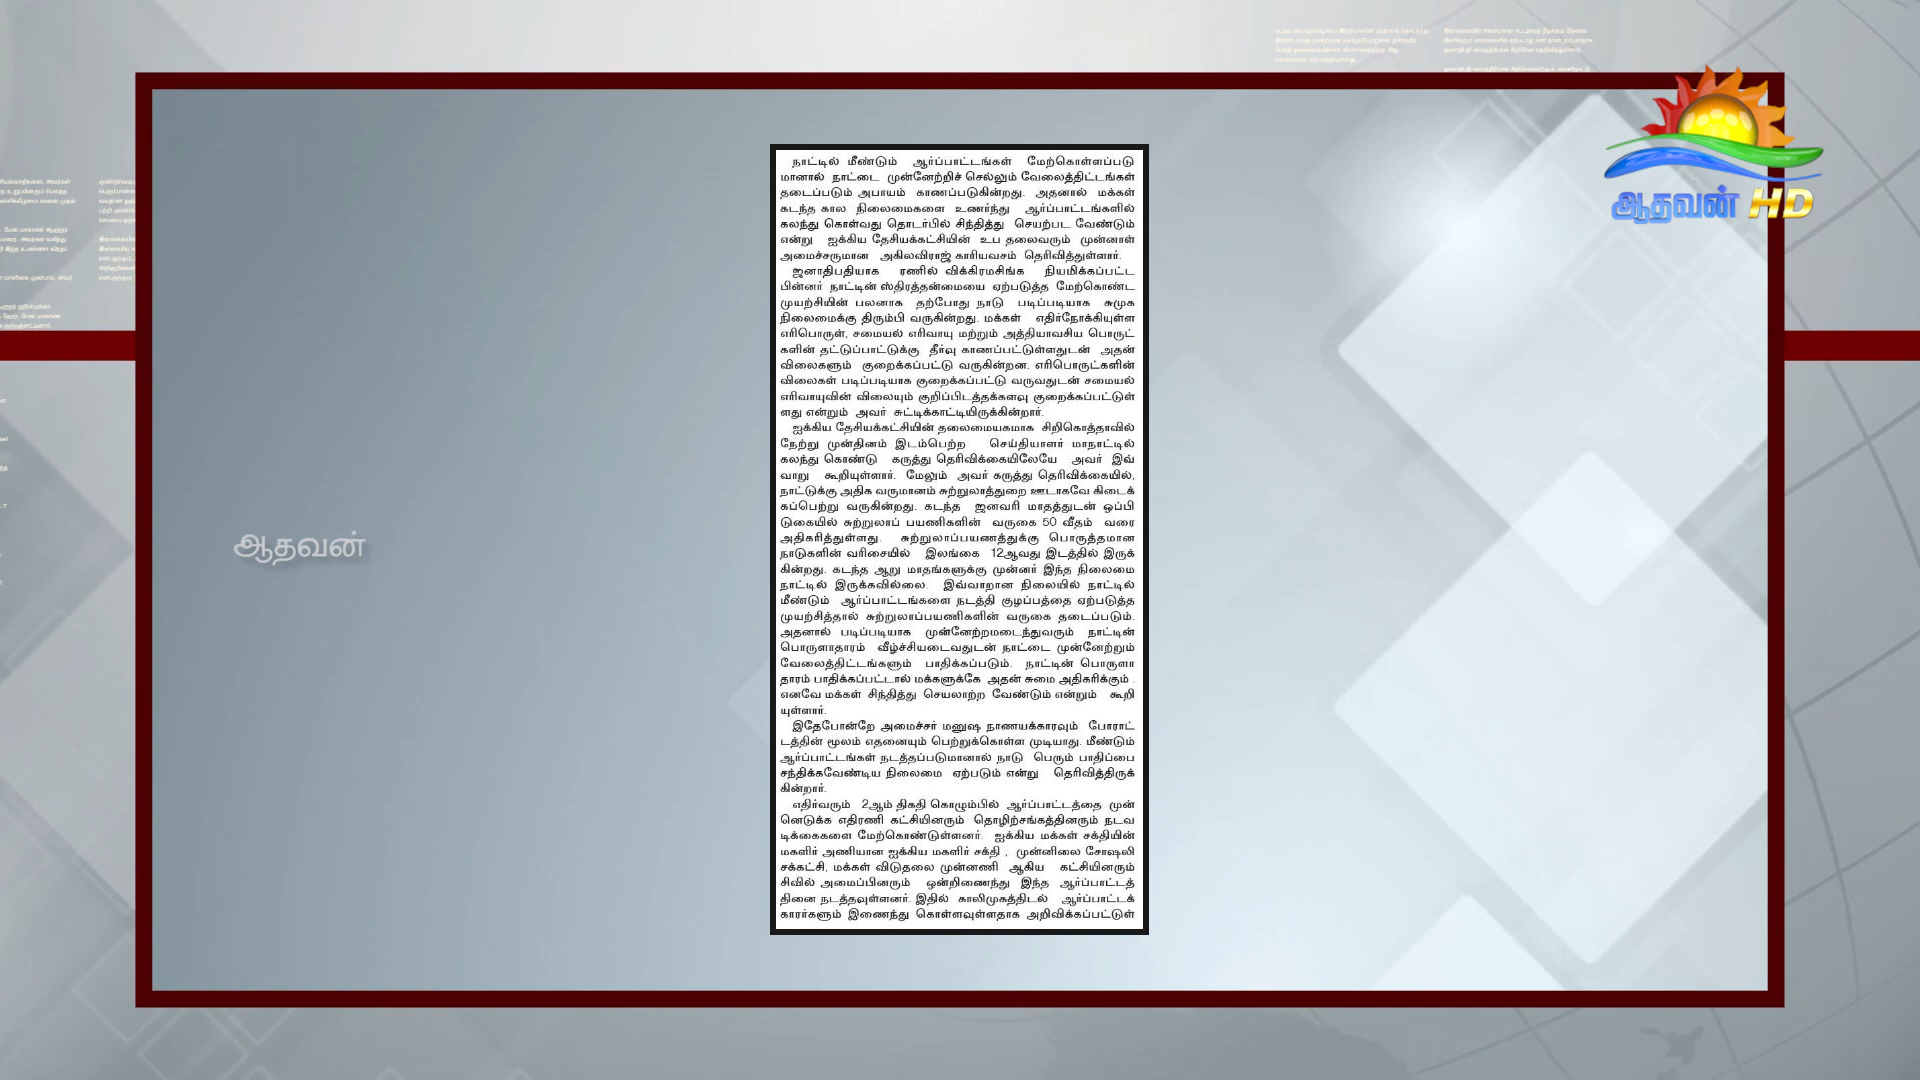 ஆதவன் HD
ஆதவன்
நாட்டில் மீண்டும் ஆர்ப்பாட்டங்கள் மேற்கொள்ளப்படு
மானால் நாட்டை முன்னேற்றிச் செல்லும் வேலைத்திட்டங்கள்
தடைப்படும் அபாயம் காணப்படுகின்றது. அதனால் மக்கள்
கடந்த கால நிலைமைகளை உணர்ந்து ஆர்ப்பாட்டங்களில்
கலந்து கொள்வது தொடர்பில் சிந்தித்து செயற்பட வேண்டும்
என்று ஐக்கிய தேசியக்கட்சியின் உப தலைவரும் முன்னாள்
அமைச்சருமான அகிலவிராஜ் காரியவசம் தெரிவித்துள்ளார்.
ஜனாதிபதியாக ரணில் விக்கிரமசிங்க நியமிக்கப்பட்ட
பின்னர் நாட்டின் ஸ்திரத்தன்மையை ஏற்படுத்த மேற்கொண்ட
முயற்சியின் பலனாக தற்போது நாடு படிப்படியாக சுமுக
நிலைமைக்கு திரும்பி வருகின்றது. மக்கள் எதிர்நோக்கியுள்ள
எரிபொருள், சமையல் எரிவாயு மற்றும் அத்தியாவசிய பொருட்
களின் தட்டுப்பாட்டுக்கு தீர்வு காணப்பட்டுள்ளதுடன் அதன்
விலைகளும் குறைக்கப்பட்டு வருகின்றன. எரிபொருட்களின்
விலைகள் படிப்படியாக குறைக்கப்பட்டு வருவதுடன் சமையல்
எரிவாயுவின் விலையும் குறிப்பிடத்தக்களவு குறைக்கப்பட்டுள்
ளது என்றும் அவர் சுட்டிக்காட்டியிருக்கின்றார்.
ஐக்கிய தேசியக்கட்சியின் தலைமையகமாக சிறிகொத்தாவில்
நேற்று முன்தினம் இடம்பெற்ற செய்தியாளர் மாநாட்டில்
கலந்து கொண்டு கருத்து தெரிவிக்கையிலேயே அவர் இவ்
வாறு கூறியுள்ளார். மேலும் அவர் கருத்து தெரிவிக்கையில்,
நாட்டுக்கு அதிக வருமானம் சுற்றுலாத்துறை ஊடாகவே கிடைக்
கப்பெற்று வருகின்றது. கடந்த ஜனவரி மாதத்துடன் ஒப்பி
டுகையில் சுற்றுலாப் பயணிகளின் வருகை 50 வீதம் வரை
அதிகரித்துள்ளது. சுற்றுலாப்பயணத்துக்கு பொருத்தமான
நாடுகளின் வரிசையில் இலங்கை 12ஆவது இடத்தில் இருக்
கின்றது. கடந்த ஆறு மாதங்களுக்கு முன்னர் இந்த நிலைமை
நாட்டில் இருக்கவில்லை. இவ்வாறான நிலையில் நாட்டில்
மீண்டும் ஆர்ப்பாட்டங்களை நடத்தி குழப்பத்தை ஏற்படுத்த
முயற்சித்தால் சுற்றுலாப்பயணிகளின் வருகை தடைப்படும்.
அதனால் படிப்படியாக முன்னேற்றமடைந்துவரும் நாட்டின்
பொருளாதாரம் வீழ்ச்சியடைவதுடன் நாட்டை முன்னேற்றும்
வேலைத்திட்டங்களும் பாதிக்கப்படும். நாட்டின் பொருளா
தாரம் பாதிக்கப்பட்டால் மக்களுக்கே அதன் சுமை அதிகரிக்கும் .
எனவே மக்கள் சிந்தித்து செயலாற்ற வேண்டும் என்றும் கூறி
யுள்ளார்.
இதேபோன்றே அமைச்சர் மனுஷ நாணயக்காரவும் போராட்
டத்தின் மூலம் எதனையும் பெற்றுக்கொள்ள முடியாது. மீண்டும்
ஆர்ப்பாட்டங்கள் நடத்தப்படுமானால் நாடு பெரும் பாதிப்பை
சந்திக்கவேண்டிய நிலைமை ஏற்படும் என்று தெரிவித்திருக்
கின்றார்.
எதிர்வரும் 2ஆம் திகதி கொழும்பில் ஆர்ப்பாட்டத்தை முன்
னெடுக்க எதிரணி கட்சியினரும் தொழிற்சங்கத்தினரும் நடவ
டிக்கைகளை மேற்கொண்டுள்ளனர். ஐக்கிய மக்கள் சக்தியின்
மகளிர் அணியான ஐக்கிய மகளிர் சக்தி , முன்னிலை சோஷலி
சக்கட்சி, மக்கள் விடுதலை முன்னணி ஆகிய கட்சியினரும்
சிவில் அமைப்பினரும் ஒன்றிணைந்து இந்த ஆர்ப்பாட்டத்
தினை நடத்தவுள்ளனர். இதில் காலிமுகத்திடல் ஆர்ப்பாட்டக்
காரர்களும் இணைந்து கொள்ளவுள்ளதாக அறிவிக்கப்பட்டுள்